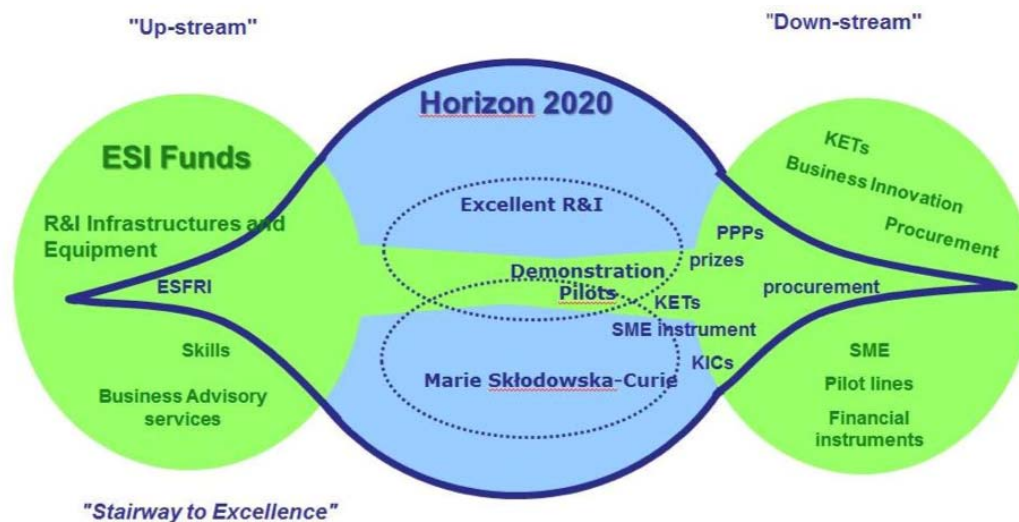 "Up-stream"
"Down-stream"
Horizon 2020
ESI Funds
R&I Infrastructures and
Equipment
ESFRI
Skills
Business Advisory
services
"Stairway to Excellence"
Excellent R&I
Demonstration
Pilöts
Marie Skłodowska-Curie
PPPs
prizes
KETs
SME instrument
KICs
procurement
KETs
Business Innovation
Procurement
SME
Pilot lines
Financial
instruments